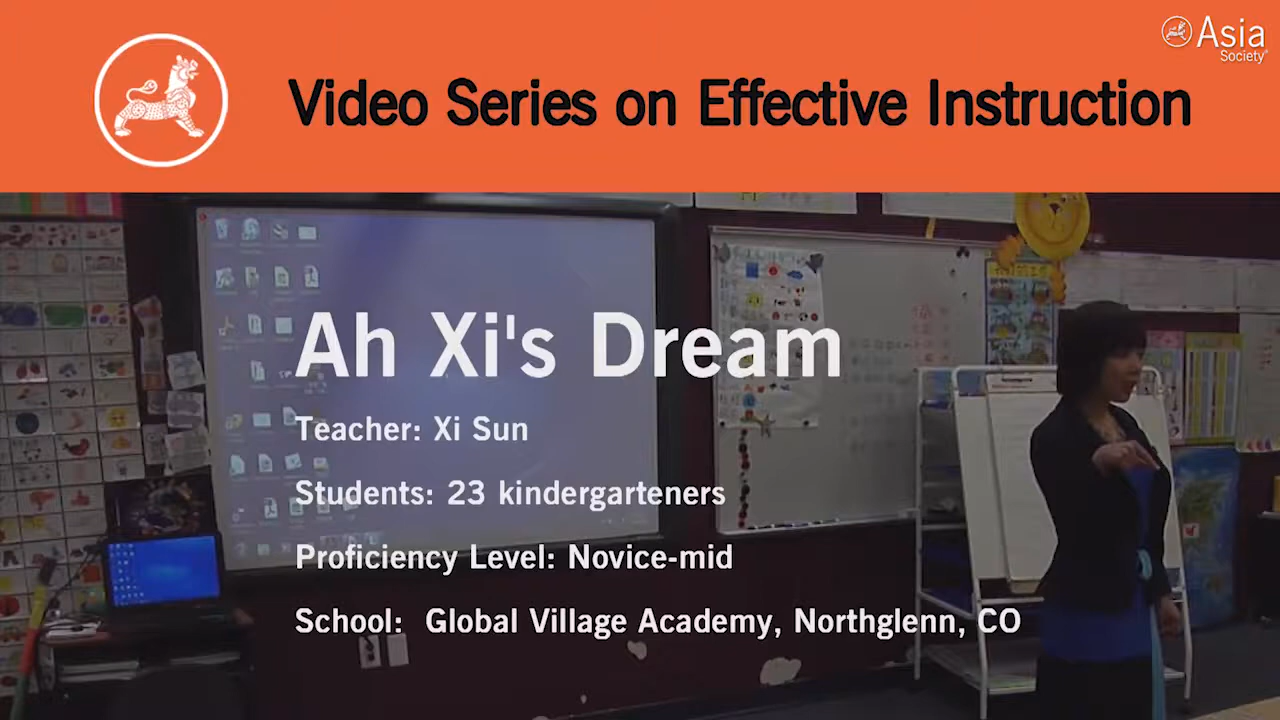 Asia
Society
Video Series on Effective Instruction
Ah Xi's Dream
Teacher: Xi Sun
Students: 23 kindergarteners
Proficiency Level: Novice-mid
School: Global Village Academy, Northglenn, CO